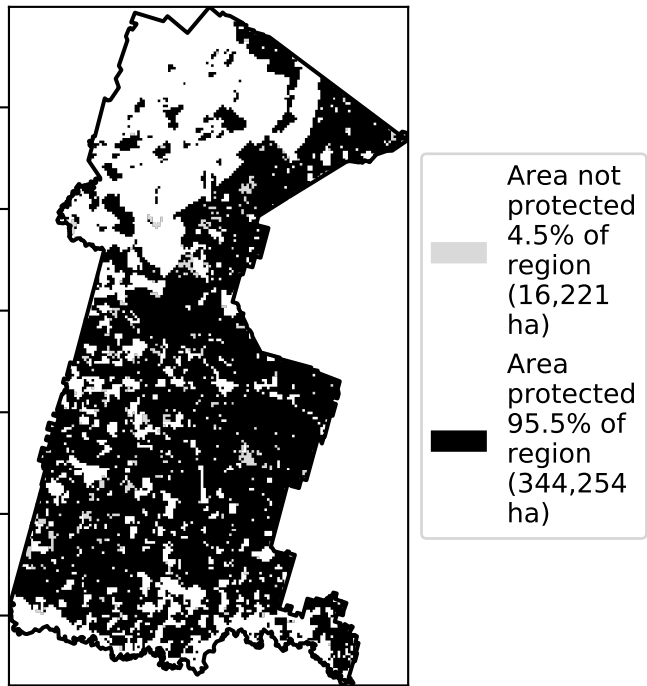 Area not
protected
4.5% of
region
(16,221
ha)
Area
protected
95.5% of
region
(344,254
ha)